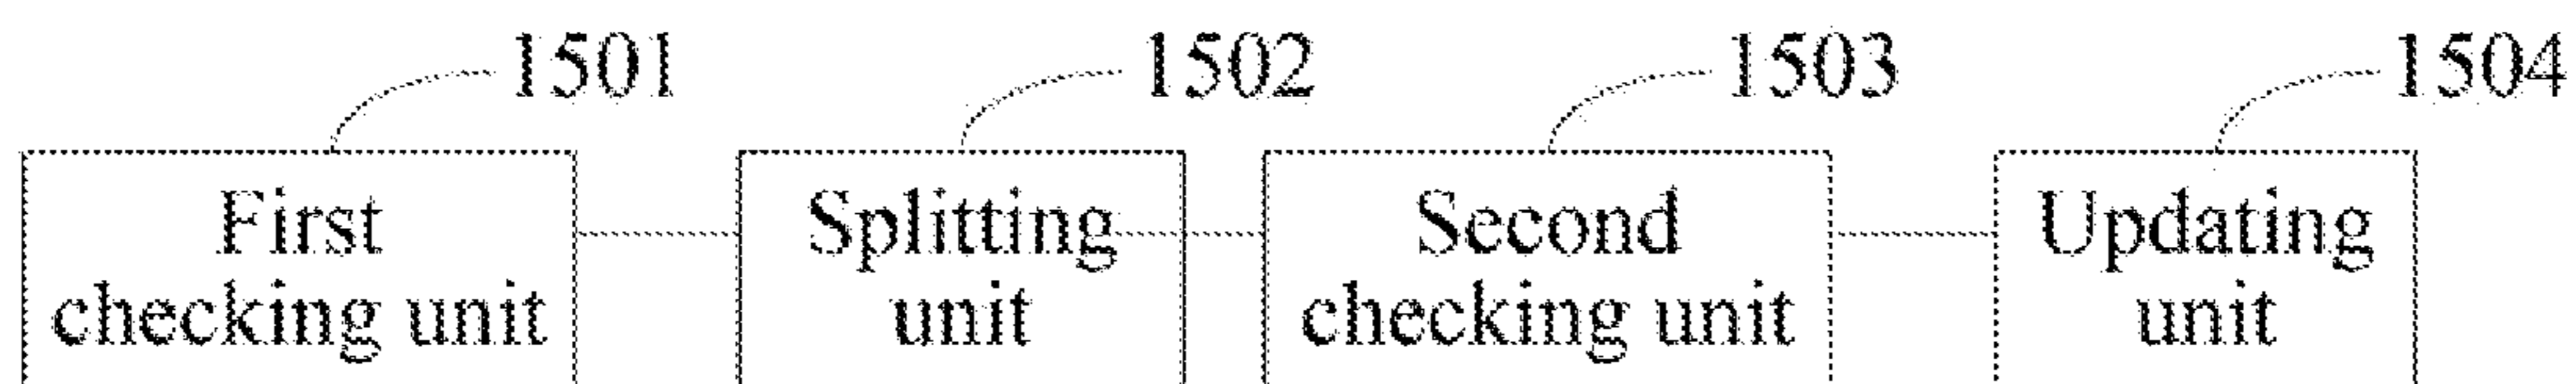 1501 1502 1503 1504
First Splitting Second Updating
checking unit unit checking unit unit